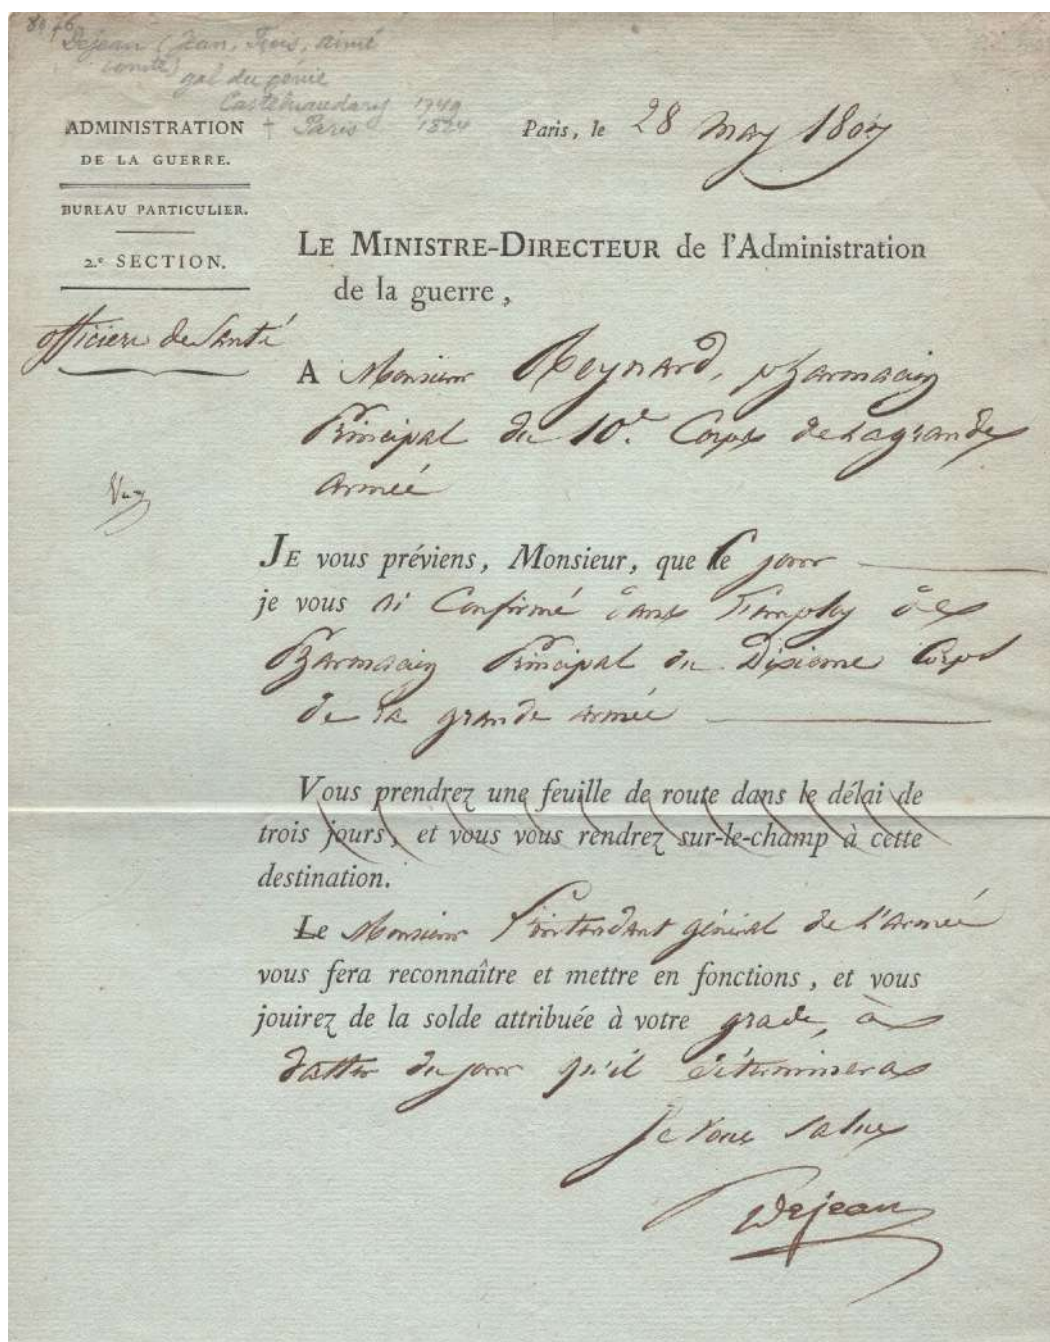 Dejean (Jean, Frois, aimé
comte)
gal du génie
Castelnaudary 1749
+ Paris 1824
ADMINISTRATION
DE LA GUERRE.
BUREAU PARTICULIER.
2.e SECTION.
officiers de Santé
Paris, le 28 may 1807
LE MINISTRE-DIRECTEUR de l'Administration
de la guerre,
A Monsieur Reynard, pharmacien
Principal du 10.e Corps de la grande
armée
JE vous préviens, Monsieur, que ce jour
je vous ai Confirmé dans l'employ de
Pharmacien Principal du Dixieme Corps
de la grande armée
Vous prendrez une feuille de route dans le délai de
trois jours, et vous vous rendrez sur-le-champ à cette
destination.
Le Monsieur l'intendant général de l'armée
vous fera reconnaître et mettre en fonctions, et vous
jouirez de la solde attribuée à votre grade, à
datter du jour qu'il déterminera
Je vous salue
Dejean